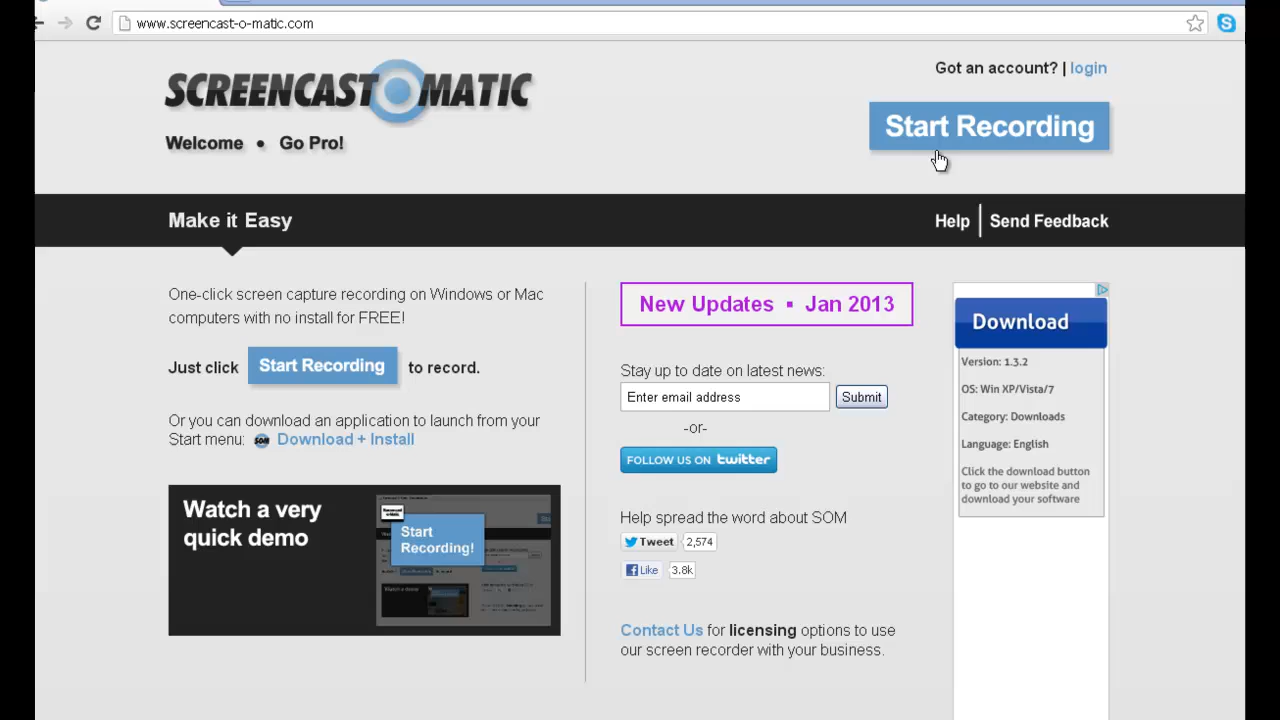 www.screencast-o-matic.com
SCREENCAST MATIC
Got an account? | login
Start Recording
Welcome • Go Pro!
Make it Easy
Help
Send Feedback
One-click screen capture recording on Windows or Mac
computers with no install for FREE!
Just click Start Recording to record.
Or you can download an application to launch from your
Start menu: SOM Download + Install
Watch a very
quick demo
Start
Recording!
New Updates ▪ Jan 2013
Stay up to date on latest news:
Enter email address Submit
-or-
FOLLOW US ON twitter
Help spread the word about SOM
Tweet 2,574
Like 3.8k
Contact Us for licensing options to use
our screen recorder with your business.
Download
Version: 1.3.2
OS: Win XP/Vista/7
Category: Downloads
Language: English
Click the download button
to go to our website and
download your software